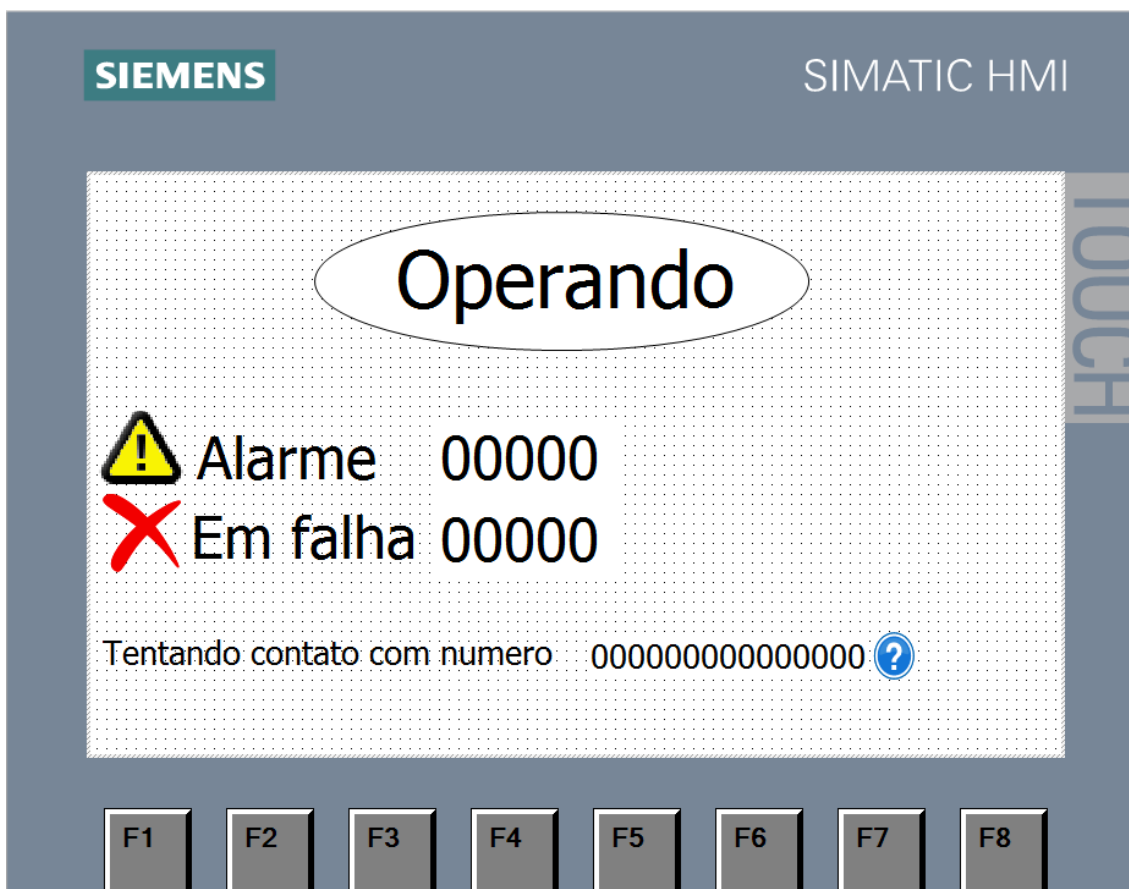 SIEMENS SIMATIC HMI
TOUCH
Operando
Alarme 00000
Em falha 00000
Tentando contato com numero 000000000000000 ?
F1 F2 F3 F4 F5 F6 F7 F8